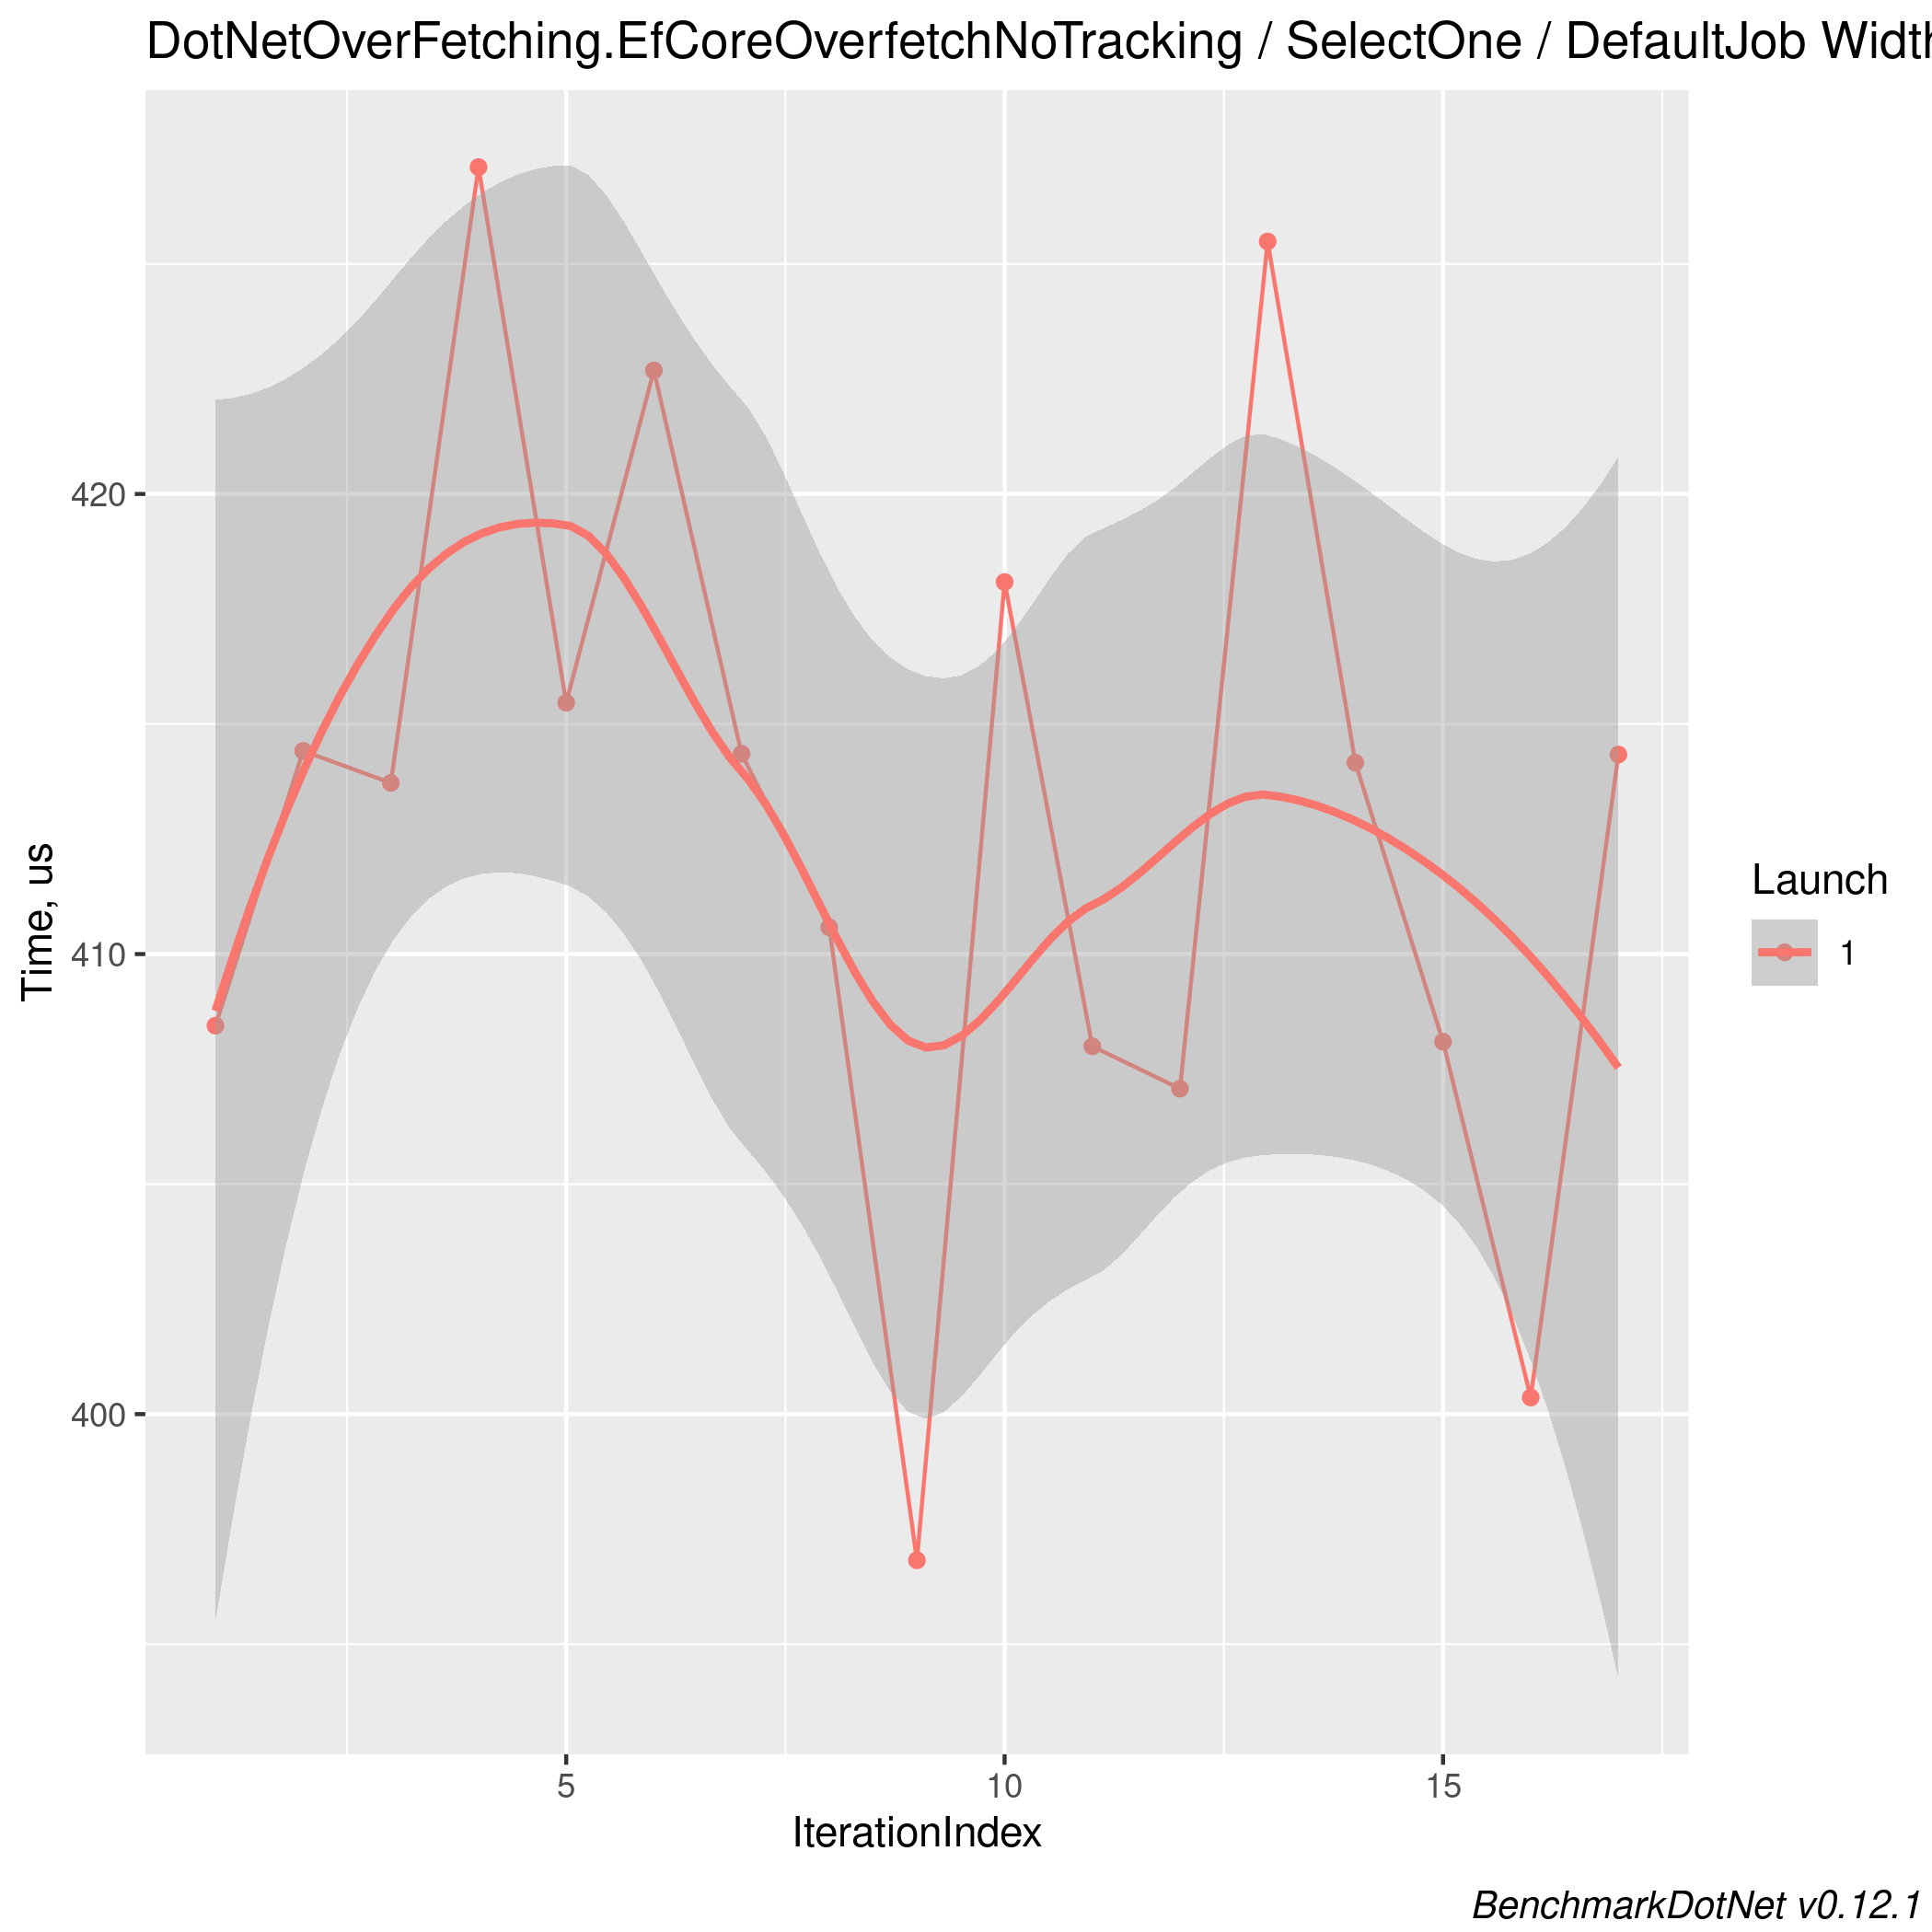 DotNetOverFetching.EfCoreOverfetchNoTracking / SelectOne / DefaultJob Width
420
410
400
Time, us
5 10 15
IterationIndex
Launch
1
BenchmarkDotNet v0.12.1